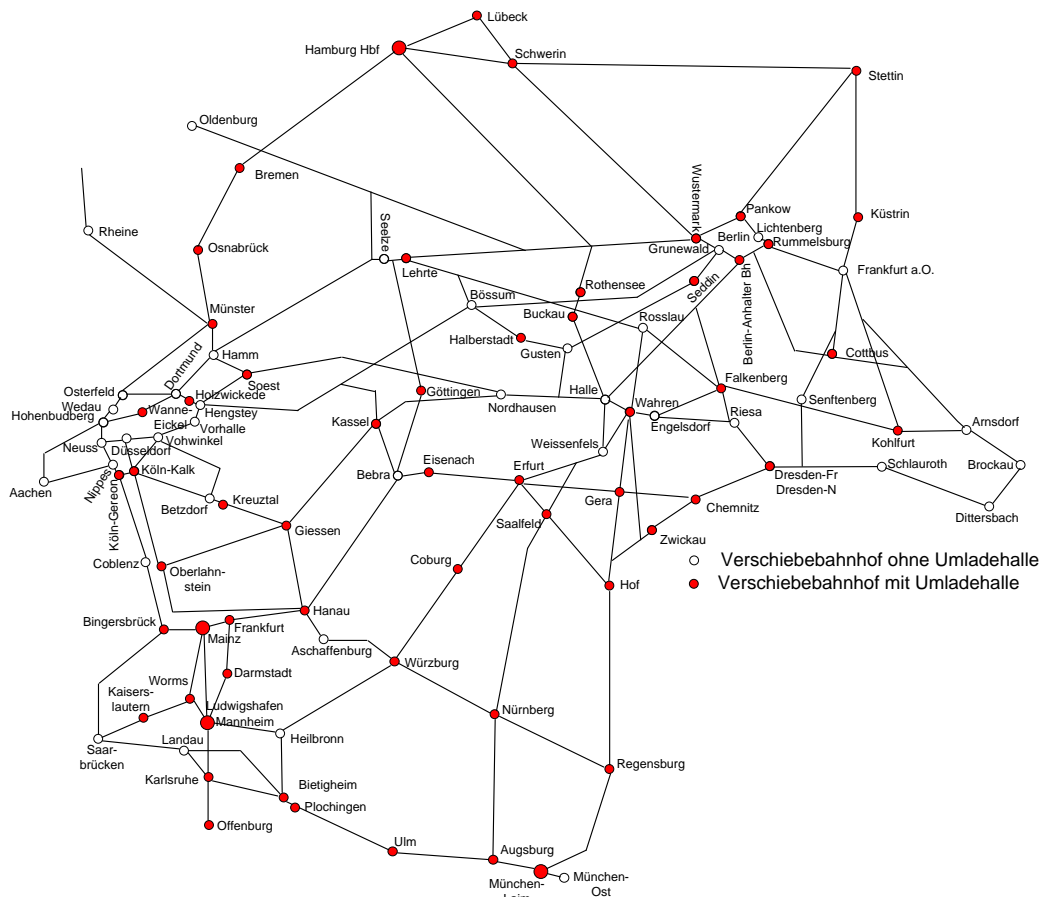 Lübeck
Hamburg Hbf
Schwerin
Stettin
Oldenburg
Bremen
Wustermark
Pankow
Lichtenberg
Küstrin
Rheine
Seelze
Berlin
Rummelsburg
Osnabrück
Grunewald
Lehrte
Frankfurt a.O.
Rothensee
Seddin
Bössum
Berlin-Anhalter Bh
Münster
Buckau
Rosslau
Halberstadt
Gusten
Hamm
Cottbus
Dortmund
Soest
Osterfeld
Holzwickede
Göttingen
Halle
Falkenberg
Wedau
Wanne-
Eickel
Hengstey
Nordhausen
Wahren
Senftenberg
Hohenbudberg
Vorhalle
Kassel
Engelsdorf
Riesa
Kohlfurt
Arnsdorf
Neuss
Düsseldorf
Vohwinkel
Weissenfels
Nippes
Köln-Kalk
Bebra
Eisenach
Erfurt
Dresden-Fr
Dresden-N
Schlauroth
Brockau
Aachen
Köln-Gereon
Betzdorf
Kreuztal
Gera
Chemnitz
Dittersbach
Giessen
Saalfeld
Zwickau
Coblenz
Oberlahn-
stein
Coburg
Hof
Verschiebebahnhof ohne Umladehalle
Verschiebebahnhof mit Umladehalle
Hanau
Bingersbrück
Mainz
Frankfurt
Aschaffenburg
Würzburg
Darmstadt
Worms
Kaisers-
lautern
Ludwigshafen
Mannheim
Nürnberg
Saar-
brücken
Landau
Heilbronn
Karlsruhe
Bietigheim
Regensburg
Plochingen
Offenburg
Ulm
Augsburg
München-
Laim
München-
Ost